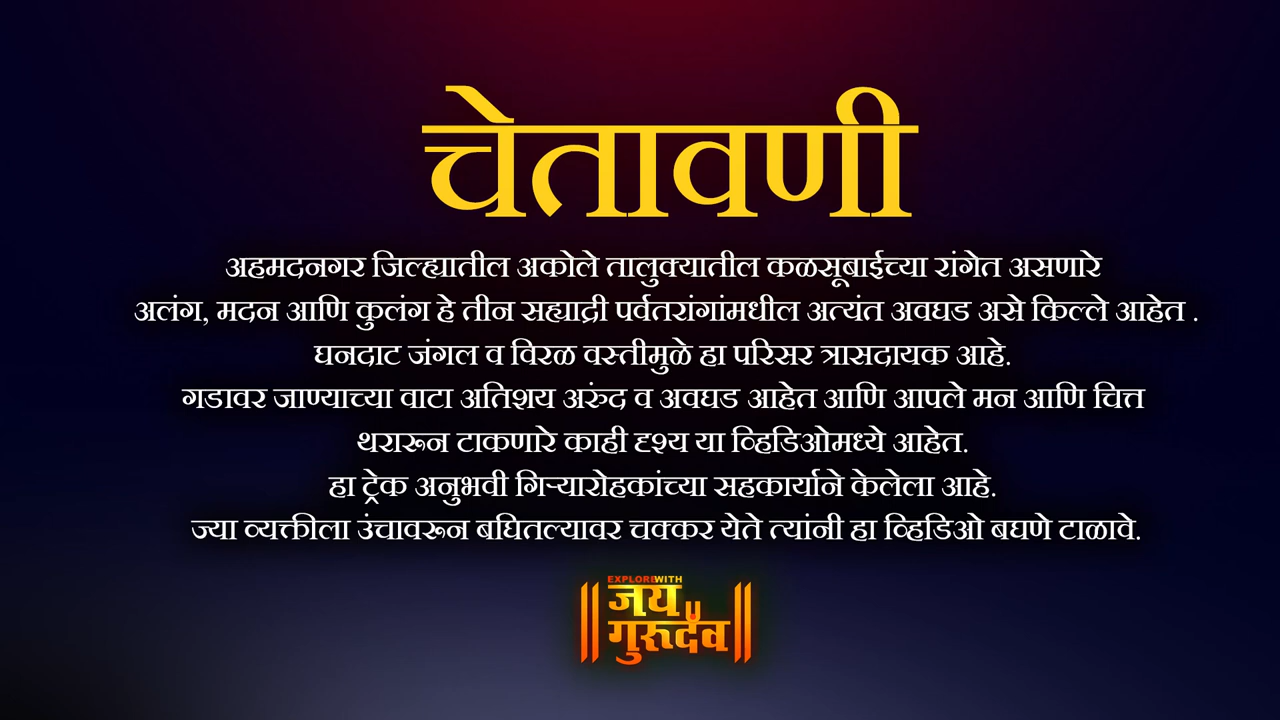 चेतावणी
अहमदनगर जिल्ह्यातील अकोले तालुक्यातील कळसूबाईच्या रांगेत असणारे
अलंग, मदन आणि कुलंग हे तीन सह्याद्री पर्वतरांगांमधील अत्यंत अवघड असे किल्ले आहेत .
घनदाट जंगल व विरळ वस्तीमुळे हा परिसर त्रासदायक आहे.
गडावर जाण्याच्या वाटा अतिशय अरुंद व अवघड आहेत आणि आपले मन आणि चित्त
थरारून टाकणारे काही दृश्य या व्हिडिओमध्ये आहेत.
हा ट्रेक अनुभवी गिऱ्यारोहकांच्या सहकार्याने केलेला आहे.
ज्या व्यक्तीला उंचावरून बघितल्यावर चक्कर येते त्यांनी हा व्हिडिओ बघणे टाळावे.
EXPLORE WITH
जय
गुरुदेव